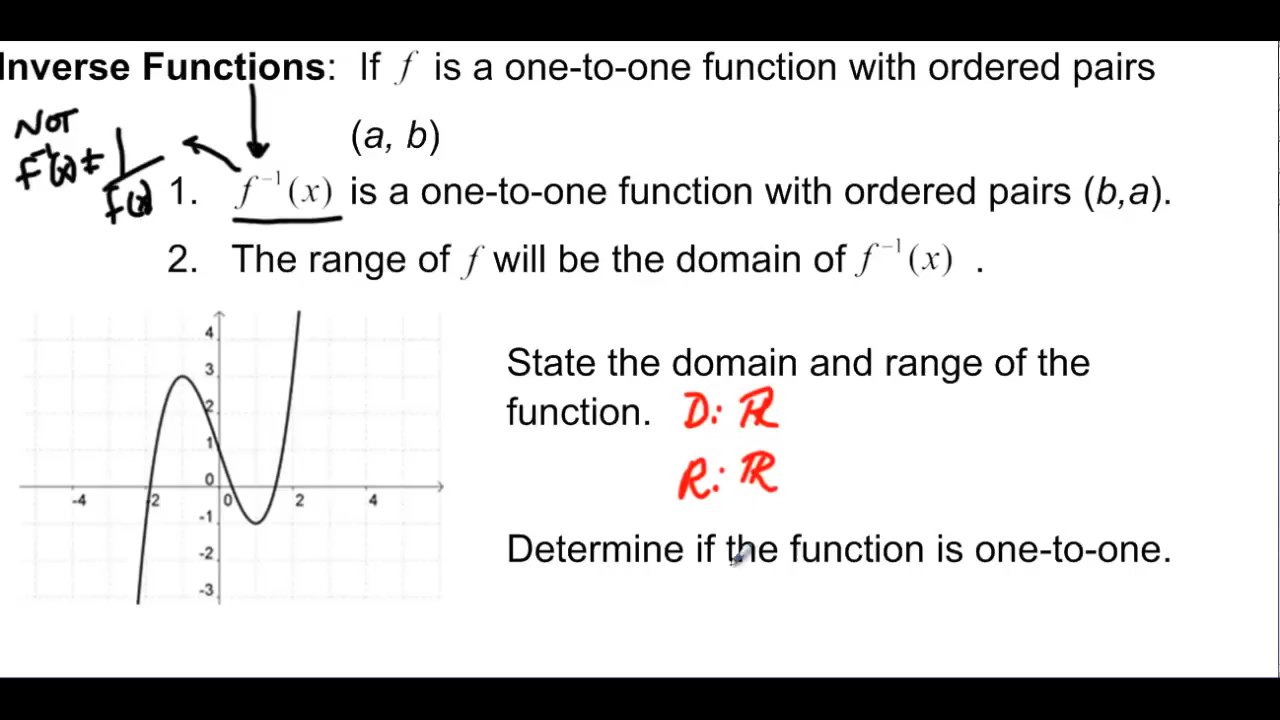 Inverse Functions: If f is a one-to-one function with ordered pairs
(a, b)
NOT
f⁻¹(x) ≠ 1/f(x)
1. f⁻¹(x) is a one-to-one function with ordered pairs (b,a).
2. The range of f will be the domain of f⁻¹(x) .
State the domain and range of the
function. D: ℝ
R: ℝ
Determine if the function is one-to-one.
4
3
2
1
0
-4 -2 0 2 4
-1
-2
-3